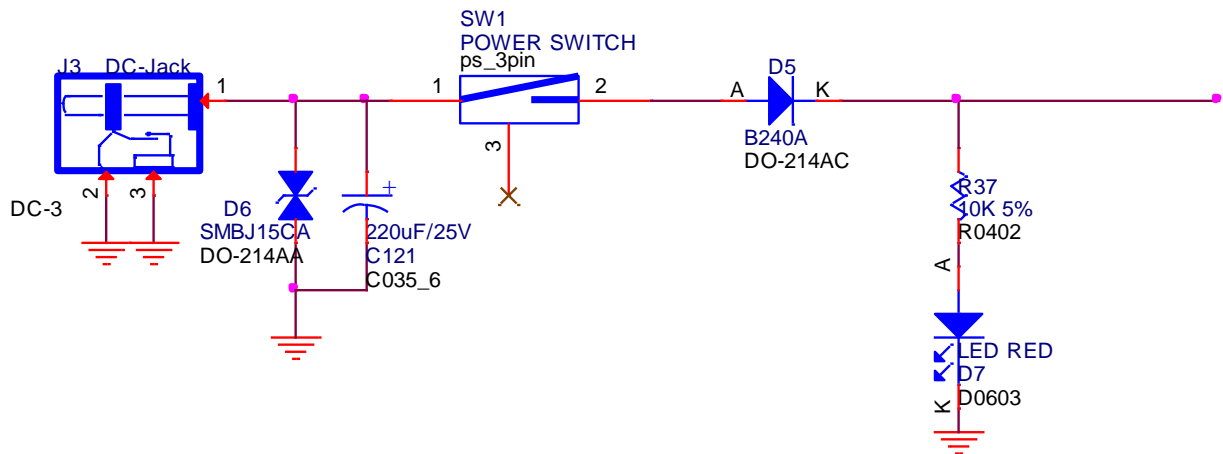 SW1
POWER SWITCH
ps_3pin
J3 DC-Jack
1
2
3
DC-3
1
2
3
D5
A
K
B240A
DO-214AC
D6
SMBJ15CA
DO-214AA
+
220uF/25V
C121
C035_6
R37
10K 5%
R0402
A
LED RED
D7
D0603
K